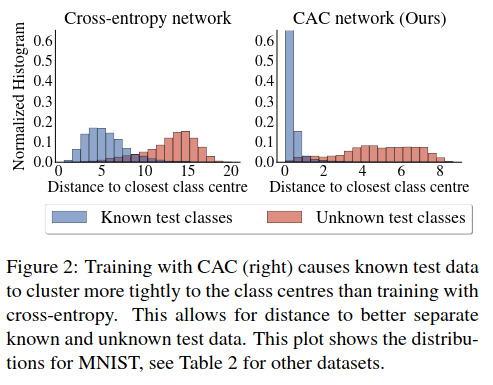 Cross-entropy network
CAC network (Ours)
Normalized Histogram
0.6
0.5
0.4
0.3
0.2
0.1
0.0
0 5 10 15 20
Distance to closest class centre
0.6
0.5
0.4
0.3
0.2
0.1
0.0
0 2 4 6 8
Distance to closest class centre
Known test classes
Unknown test classes
Figure 2: Training with CAC (right) causes known test data
to cluster more tightly to the class centres than training with
cross-entropy. This allows for distance to better separate
known and unknown test data. This plot shows the distribu-
tions for MNIST, see Table 2 for other datasets.